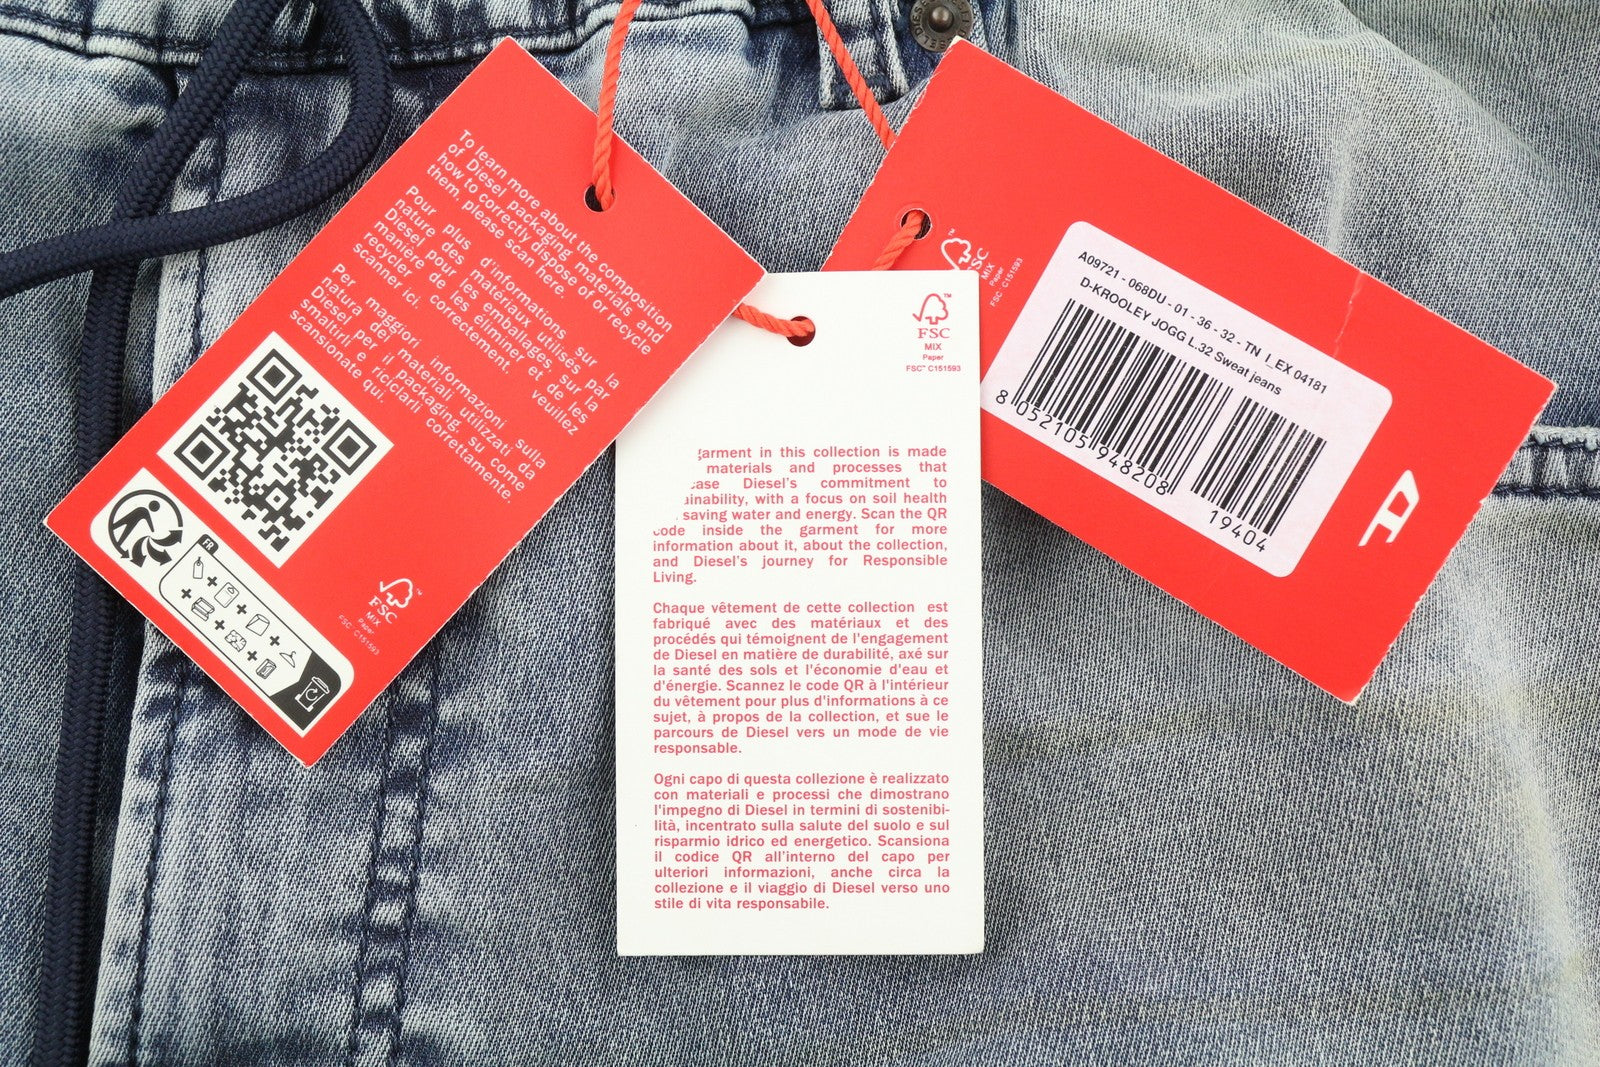 To learn more about the composition
of Diesel packaging materials and
how to correctly dispose of or recycle
them, please scan here.
Pour plus d'informations sur la
nature des matériaux utilisés par
Diesel pour les emballages, sur la
manière de les éliminer et de les
recycler correctement, veuillez
scanner ici.
Per maggiori informazioni sulla
natura dei materiali utilizzati da
Diesel per il packaging, su come
smaltirli e riciclarli correttamente,
scansionate qui.
FR
FSC
MIX
Paper
FSC™ C151593
FSC
MIX
Paper
FSC™ C151593
garment in this collection is made
materials and processes that
Diesel's commitment to
with a focus on soil health
saving water and energy. Scan the QR
code inside the garment for more
information about it, about the collection,
and Diesel's journey for Responsible
Living.
Chaque vêtement de cette collection est
fabriqué avec des matériaux et des
procédés qui témoignent de l'engagement
de Diesel en matière de durabilité, axé sur
la santé des sols et l'économie d'eau et
d'énergie. Scannez le code QR à l'intérieur
du vêtement pour plus d'informations à ce
sujet, à propos de la collection, et sue le
parcours de Diesel vers un mode de vie
responsable.
Ogni capo di questa collezione è realizzato
con materiali e processi che dimostrano
l'impegno di Diesel in termini di sostenibi-
lità, incentrato sulla salute del suolo e sul
risparmio idrico ed energetico. Scansiona
il codice QR all'interno del capo per
ulteriori informazioni, anche circa la
collezione e il viaggio di Diesel verso uno
stile di vita responsabile.
FSC
MIX
Paper
FSC™ C151593
A09721 - 068DU - 01 - 36 - 32 - TN I_EX 04181
D-KROOLEY JOGG L.32 Sweat jeans
8 052105 948208
19404
D